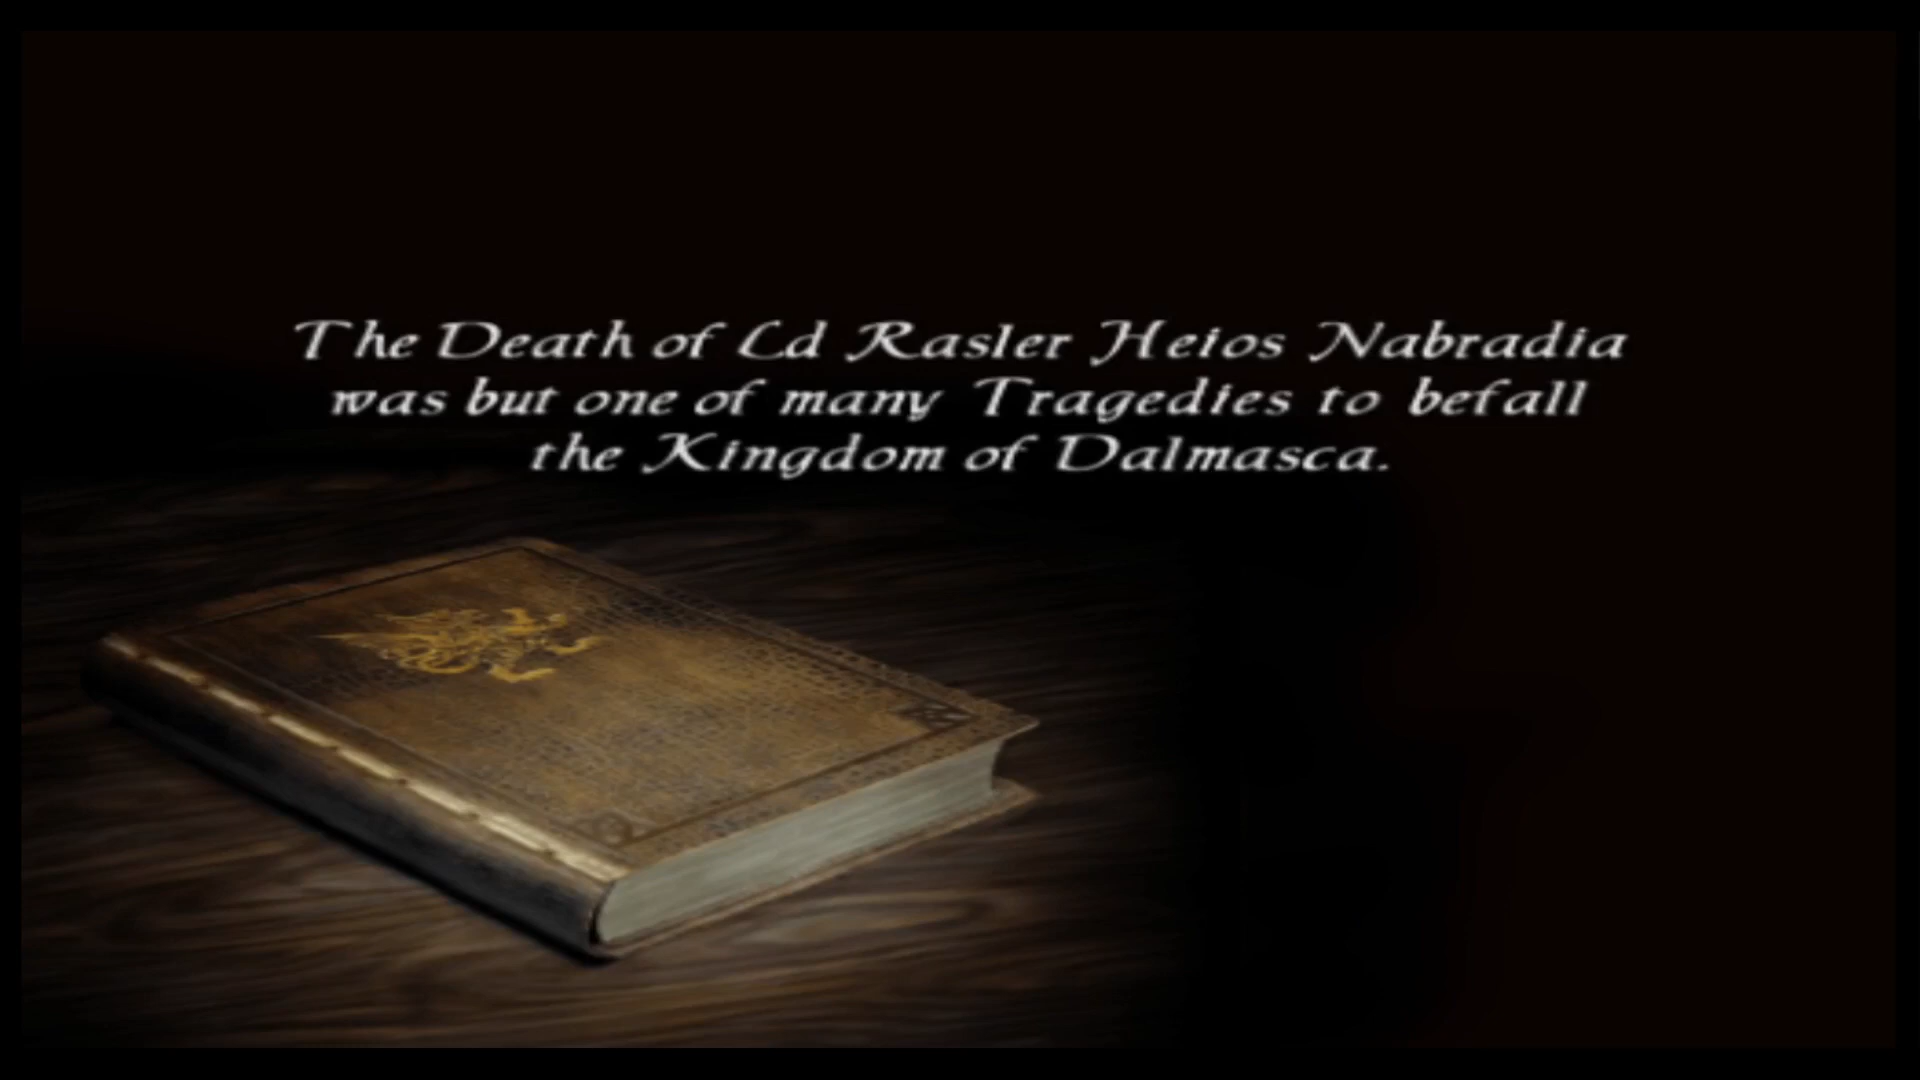 The Death of Ld Rasler Heios Nabradia
was but one of many Tragedies to befall
the Kingdom of Dalmasca.